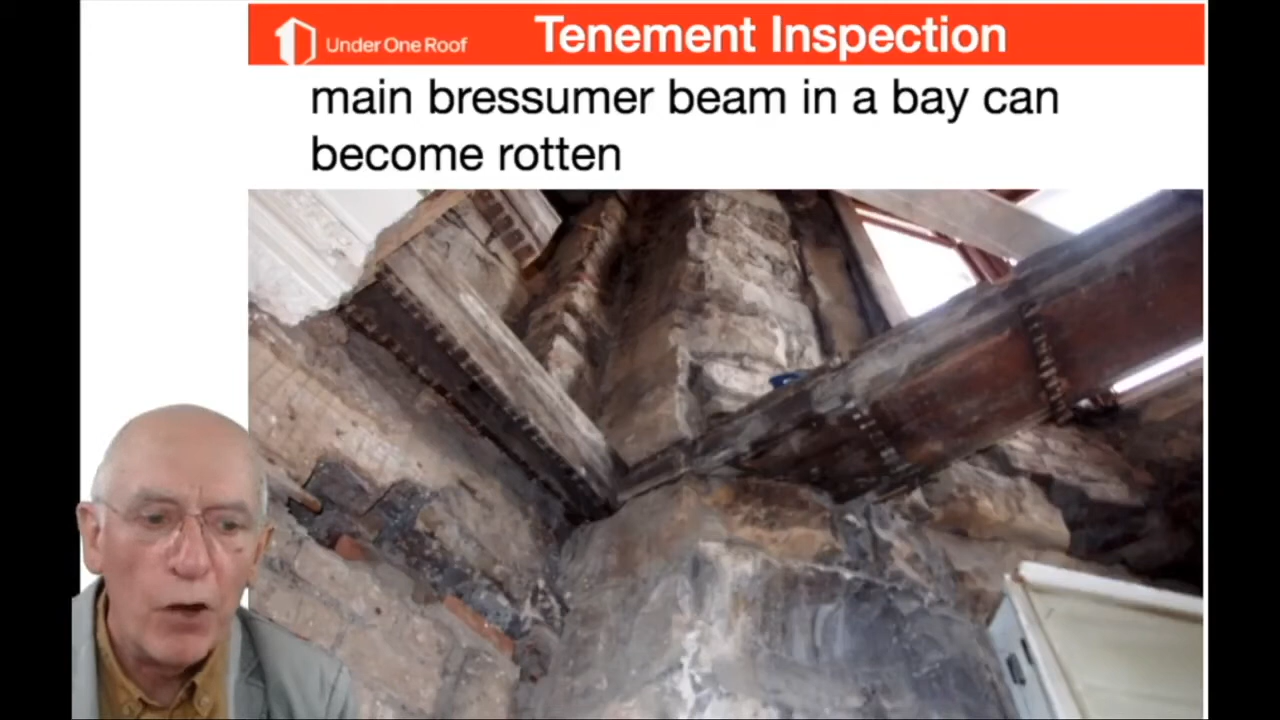 Under One Roof
Tenement Inspection
main bressumer beam in a bay can
become rotten